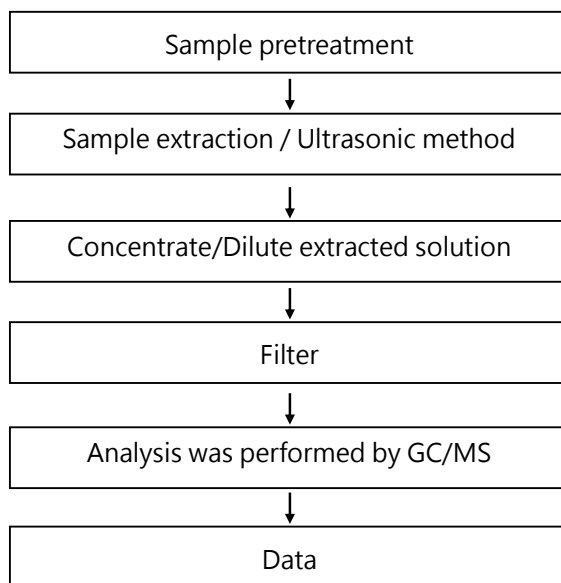 Sample pretreatment
Sample extraction / Ultrasonic method
Concentrate/Dilute extracted solution
Filter
Analysis was performed by GC/MS
Data